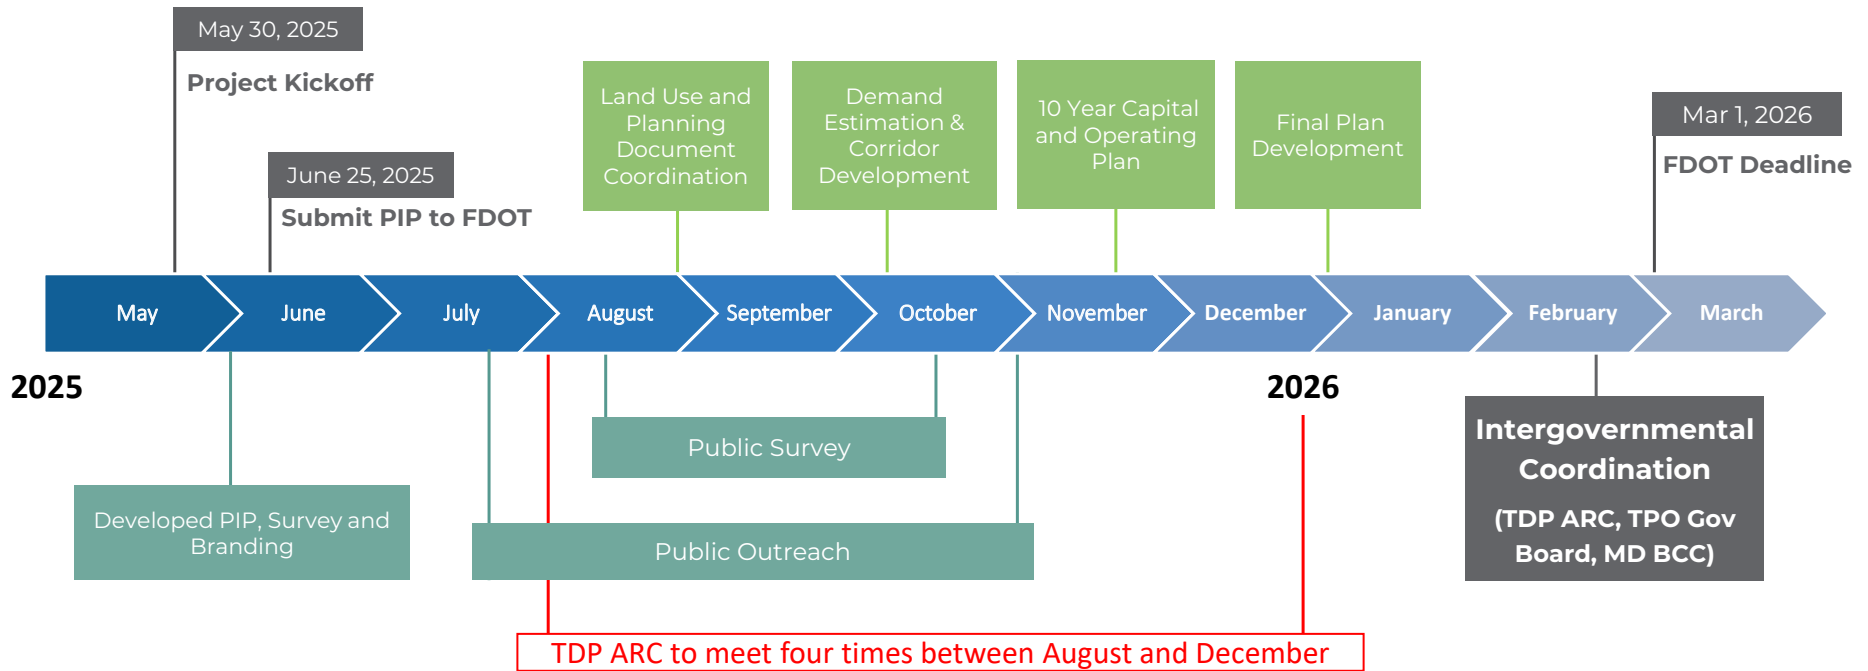 May 30, 2025
Project Kickoff
June 25, 2025
Submit PIP to FDOT
Land Use and
Planning
Document
Coordination
Demand
Estimation &
Corridor
Development
10 Year Capital
and Operating
Plan
Final Plan
Development
Mar 1, 2026
FDOT Deadline
May
June
July
August
September
October
November
December
January
February
March
2025
2026
Public Survey
Developed PIP, Survey and
Branding
Public Outreach
Intergovernmental
Coordination
(TDP ARC, TPO Gov
Board, MD BCC)
TDP ARC to meet four times between August and December